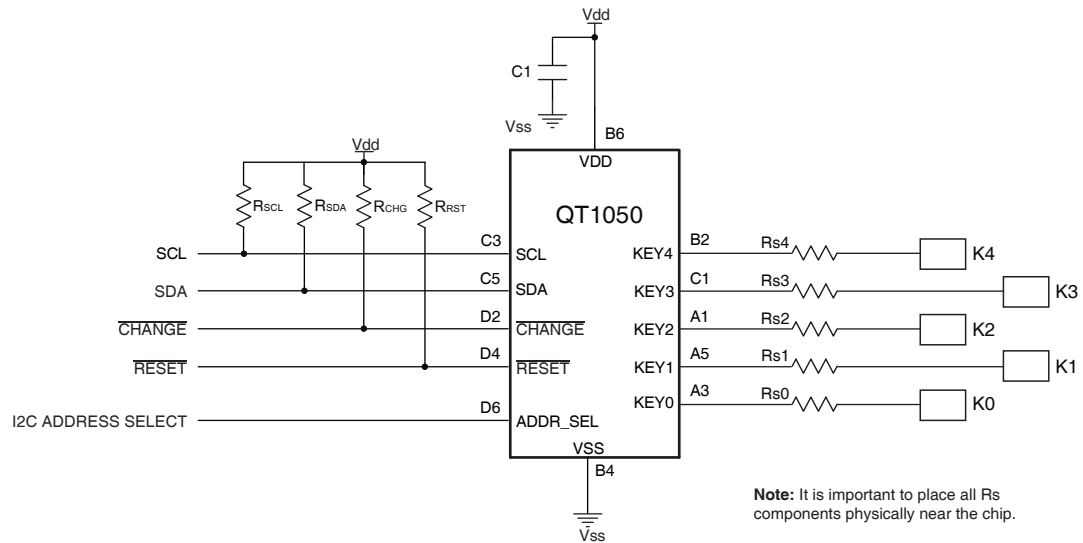 Vdd
C1
Vss
B6
VDD
Vdd
RSCL
RSDA
RCHG
RRST
QT1050
SCL
C3
SCL
SDA
C5
SDA
CHANGE
D2
CHANGE
RESET
D4
RESET
I2C ADDRESS SELECT
D6
ADDR_SEL
KEY4
B2
Rs4
K4
KEY3
C1
Rs3
K3
KEY2
A1
Rs2
K2
KEY1
A5
Rs1
K1
KEY0
A3
Rs0
K0
VSS
B4
Vss
Note: It is important to place all Rs
components physically near the chip.